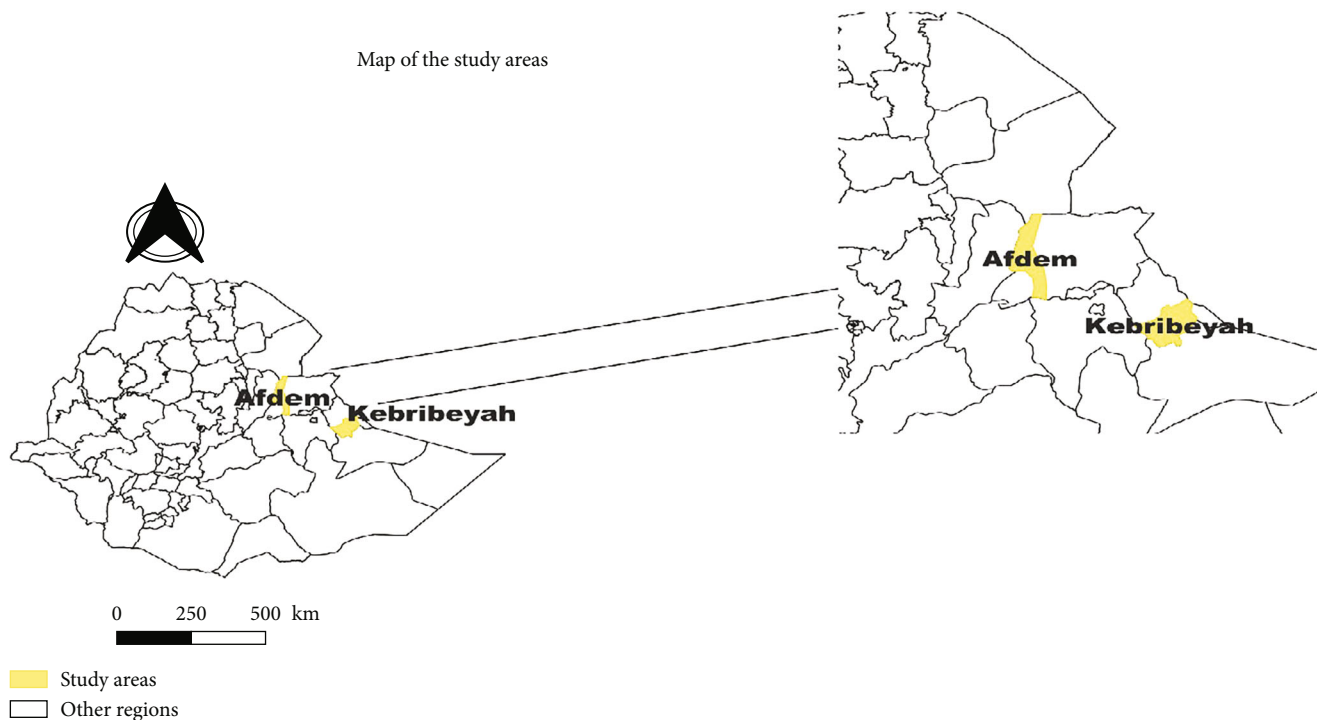 Map of the study areas
Afdem
Kebribeyah
Afdem
Kebribeyah
0 250 500 km
Study areas
Other regions